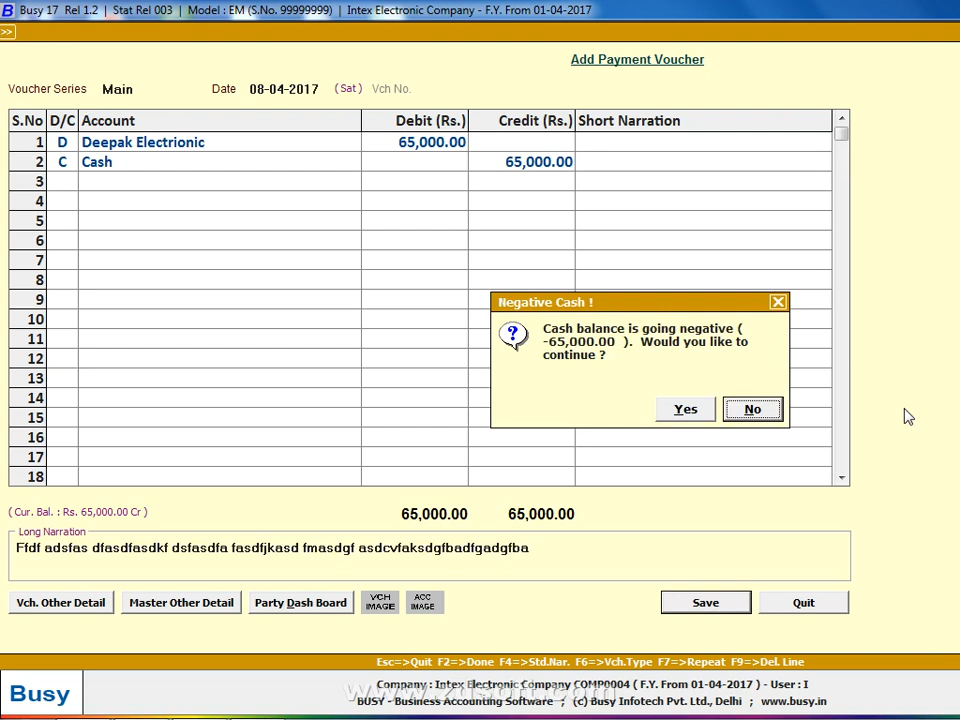 Busy 17 Rel 1.2 | Stat Rel 003 | Model : EM (S.No. 99999999) | Intex Electronic Company - F.Y. From 01-04-2017
>>
Add Payment Voucher
Voucher Series Main Date 08-04-2017 (Sat) Vch No.
S.No D/C Account Debit (Rs.) Credit (Rs.) Short Narration
1 D Deepak Electrionic 65,000.00
2 C Cash 65,000.00
3
4
5
6
7
8
9
10
11
12
13
14
15
16
17
18
Negative Cash !
Cash balance is going negative (
-65,000.00 ). Would you like to
continue ?
Yes No
( Cur. Bal. : Rs. 65,000.00 Cr ) 65,000.00 65,000.00
Long Narration
Ffdf adsfas dfasdfasdkf dsfasdfa fasdfjkasd fmasdgf asdcvfaksdgfbadfgadgfba
Vch. Other Detail Master Other Detail Party Dash Board VCH IMAGE ACC IMAGE Save Quit
Esc=>Quit F2=>Done F4=>Std.Nar. F6=>Vch.Type F7=>Repeat F9=>Del. Line
Busy
Company : Intex Electronic Company COMP0004 ( F.Y. From 01-04-2017 ) - User : I
www.zdsoft.com
BUSY - Business Accounting Software ; (c) Busy Infotech Pvt. Ltd., Delhi ; www.busy.in